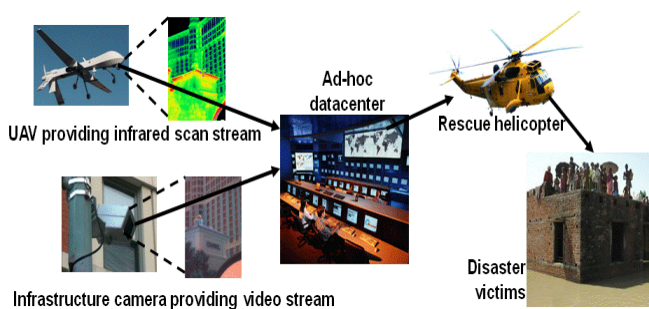 Ad-hoc
datacenter
UAV providing infrared scan stream
Rescue helicopter
Disaster
victims
Infrastructure camera providing video stream